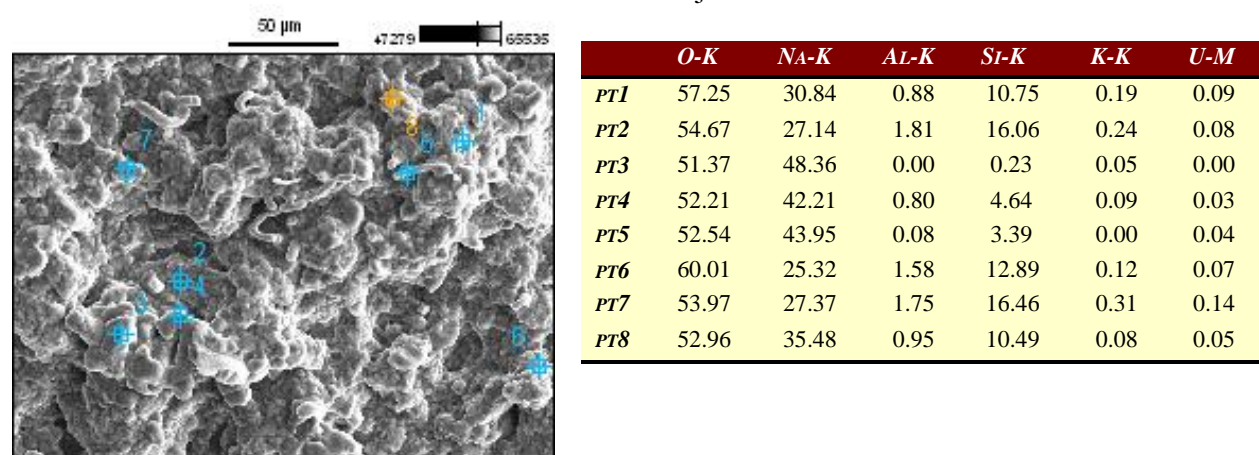 50 µm
47279 65535
7
1
8
2
4
3
6
O-K NA-K AL-K SI-K K-K U-M
PT1 57.25 30.84 0.88 10.75 0.19 0.09
PT2 54.67 27.14 1.81 16.06 0.24 0.08
PT3 51.37 48.36 0.00 0.23 0.05 0.00
PT4 52.21 42.21 0.80 4.64 0.09 0.03
PT5 52.54 43.95 0.08 3.39 0.00 0.04
PT6 60.01 25.32 1.58 12.89 0.12 0.07
PT7 53.97 27.37 1.75 16.46 0.31 0.14
PT8 52.96 35.48 0.95 10.49 0.08 0.05